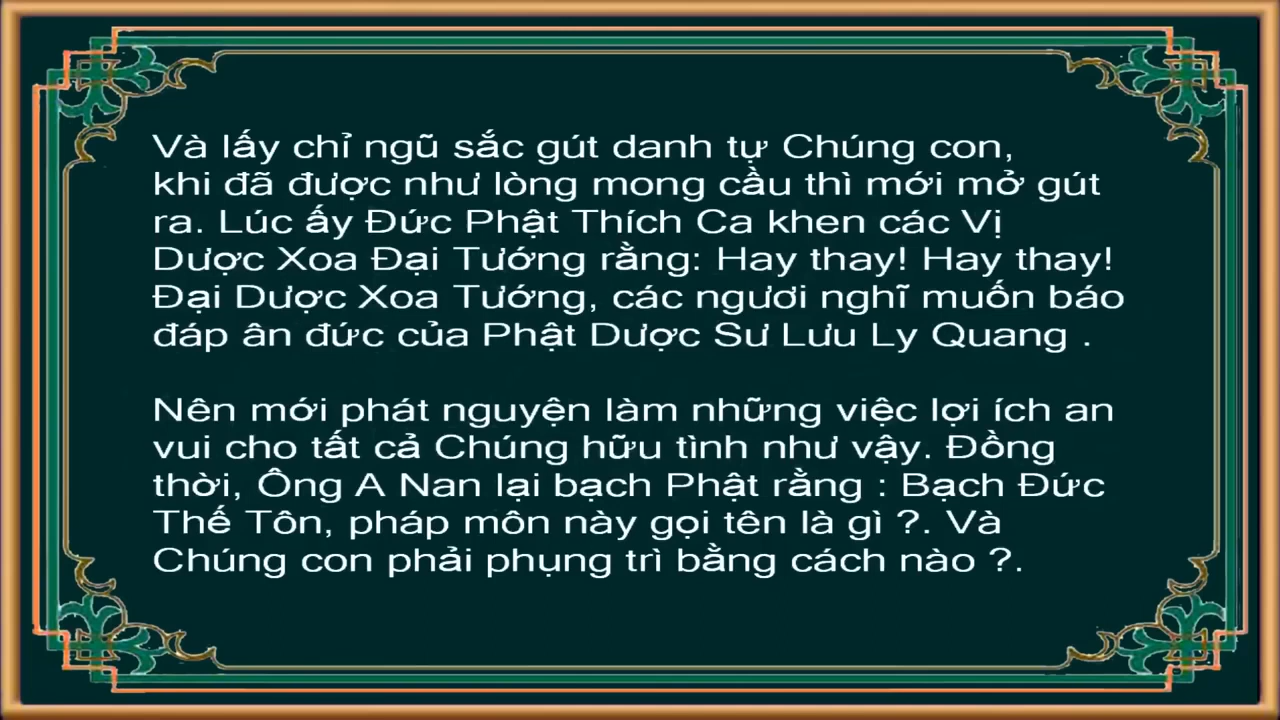 Và lấy chỉ ngũ sắc gút danh tự Chúng con,
khi đã được như lòng mong cầu thì mới mở gút
ra. Lúc ấy Đức Phật Thích Ca khen các Vị
Dược Xoa Đại Tướng rằng: Hay thay! Hay thay!
Đại Dược Xoa Tướng, các ngươi nghĩ muốn báo
đáp ân đức của Phật Dược Sư Lưu Ly Quang .
Nên mới phát nguyện làm những việc lợi ích an
vui cho tất cả Chúng hữu tình như vậy. Đồng
thời, Ông A Nan lại bạch Phật rằng : Bạch Đức
Thế Tôn, pháp môn này gọi tên là gì ?. Và
Chúng con phải phụng trì bằng cách nào ?.